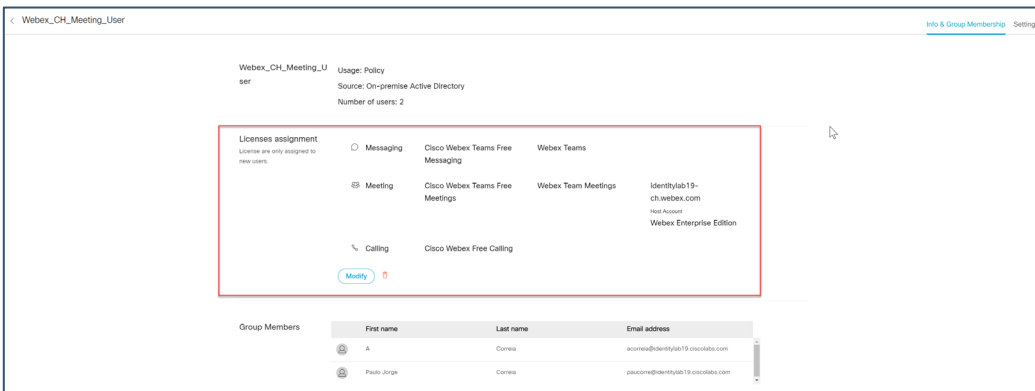 Webex_CH_Meeting_User
Info & Group Membership Setting
Webex_CH_Meeting_U
ser
Usage: Policy
Source: On-premise Active Directory
Number of users: 2
Licenses assignment
License are only assigned to
new users.
Messaging Cisco Webex Teams Free Webex Teams
Messaging
Meeting Cisco Webex Teams Free Webex Team Meetings identitylab19-
Meetings ch.webex.com
Host Account
Webex Enterprise Edition
Calling Cisco Webex Free Calling
Modify
Group Members
First name Last name Email address
A Correia acorreia@identitylab19.ciscolabs.com
Paulo Jorge Correia paucorre@identitylab19.ciscolabs.com